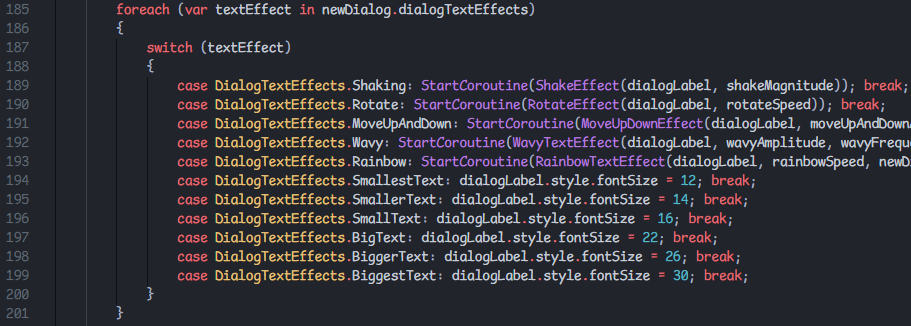 185 foreach (var textEffect in newDialog.dialogTextEffects)
186 {
187 switch (textEffect)
188 {
189 case DialogTextEffects.Shaking: StartCoroutine(ShakeEffect(dialogLabel, shakeMagnitude)); break;
190 case DialogTextEffects.Rotate: StartCoroutine(RotateEffect(dialogLabel, rotateSpeed)); break;
191 case DialogTextEffects.MoveUpAndDown: StartCoroutine(MoveUpDownEffect(dialogLabel, moveUpAndDownA
192 case DialogTextEffects.Wavy: StartCoroutine(WavyTextEffect(dialogLabel, wavyAmplitude, wavyFreque
193 case DialogTextEffects.Rainbow: StartCoroutine(RainbowTextEffect(dialogLabel, rainbowSpeed, newDi
194 case DialogTextEffects.SmallestText: dialogLabel.style.fontSize = 12; break;
195 case DialogTextEffects.SmallerText: dialogLabel.style.fontSize = 14; break;
196 case DialogTextEffects.SmallText: dialogLabel.style.fontSize = 16; break;
197 case DialogTextEffects.BigText: dialogLabel.style.fontSize = 22; break;
198 case DialogTextEffects.BiggerText: dialogLabel.style.fontSize = 26; break;
199 case DialogTextEffects.BiggestText: dialogLabel.style.fontSize = 30; break;
200 }
201 }